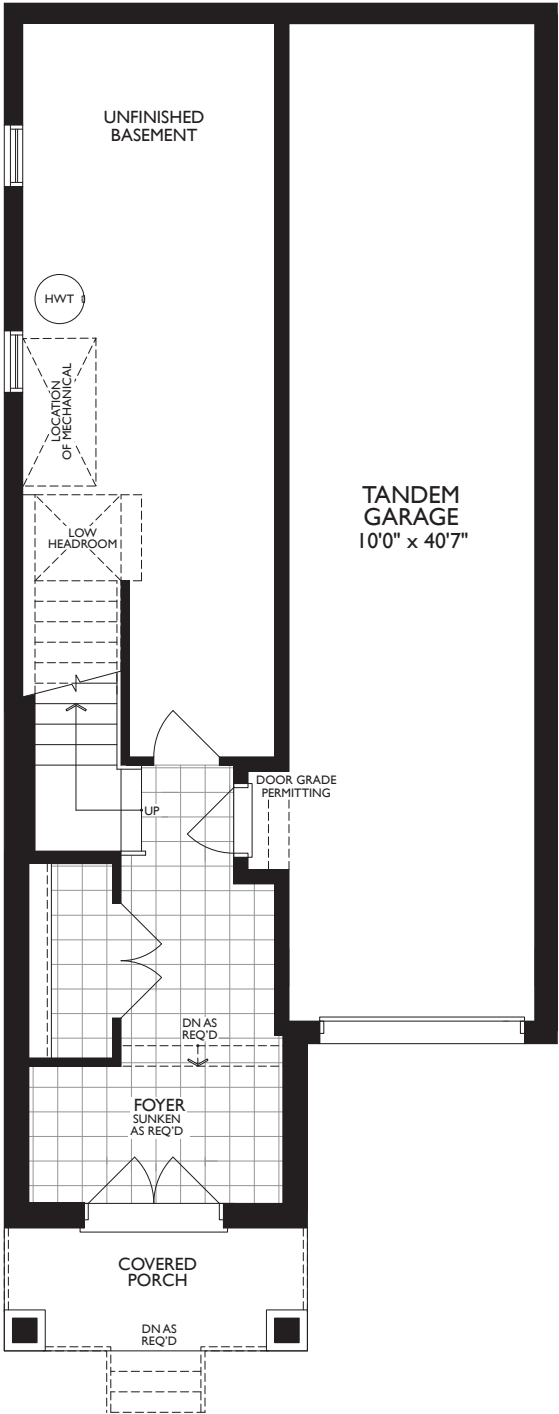 UNFINISHED
BASEMENT
HWT
LOCATION
OF MECHANICAL
LOW
HEADROOM
TANDEM
GARAGE
10'0" x 40'7"
DOOR GRADE
PERMITTING
UP
DN AS
REQ'D
FOYER
SUNKEN
AS REQ'D
COVERED
PORCH
DN AS
REQ'D